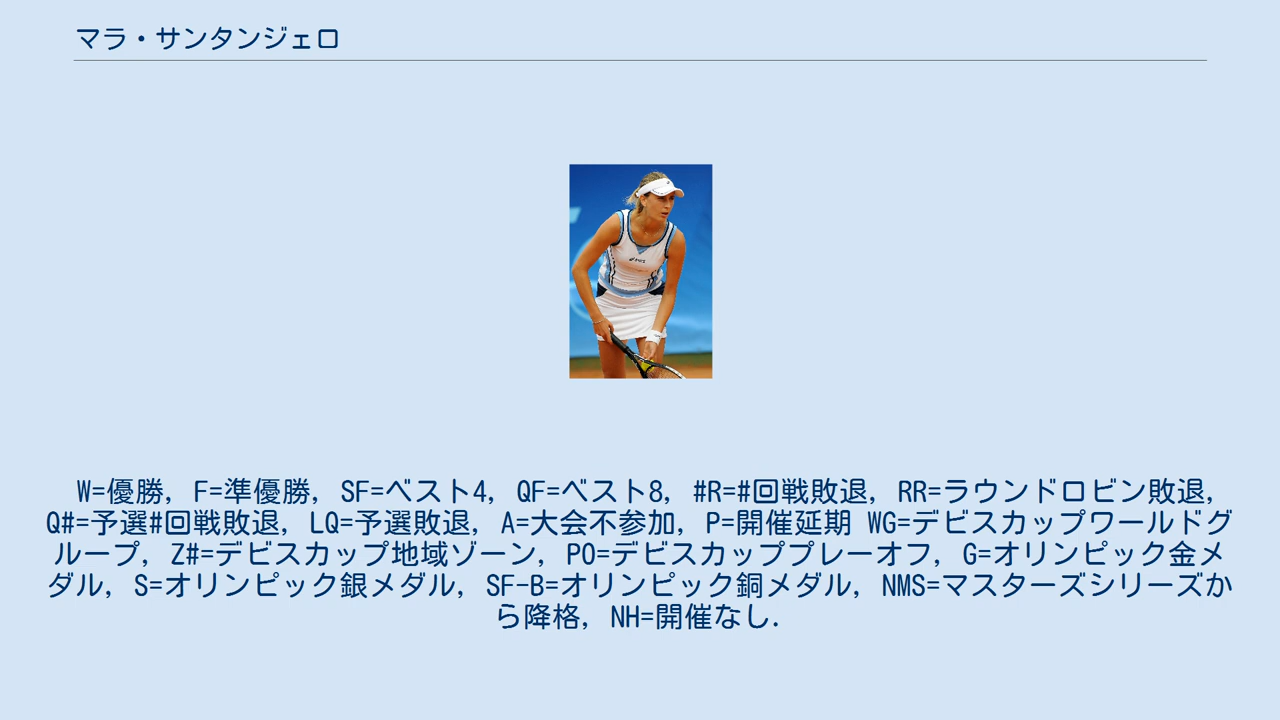 マラ・サンタンジェロ
W=優勝, F=準優勝, SF=ベスト4, QF=ベスト8, #R=#回戦敗退, RR=ラウンドロビン敗退,
Q#=予選#回戦敗退, LQ=予選敗退, A=大会不参加, P=開催延期 WG=デビスカップワールドグ
ループ, Z#=デビスカップ地域ゾーン, PO=デビスカッププレーオフ, G=オリンピック金メ
ダル, S=オリンピック銀メダル, SF-B=オリンピック銅メダル, NMS=マスターズシリーズか
ら降格, NH=開催なし.